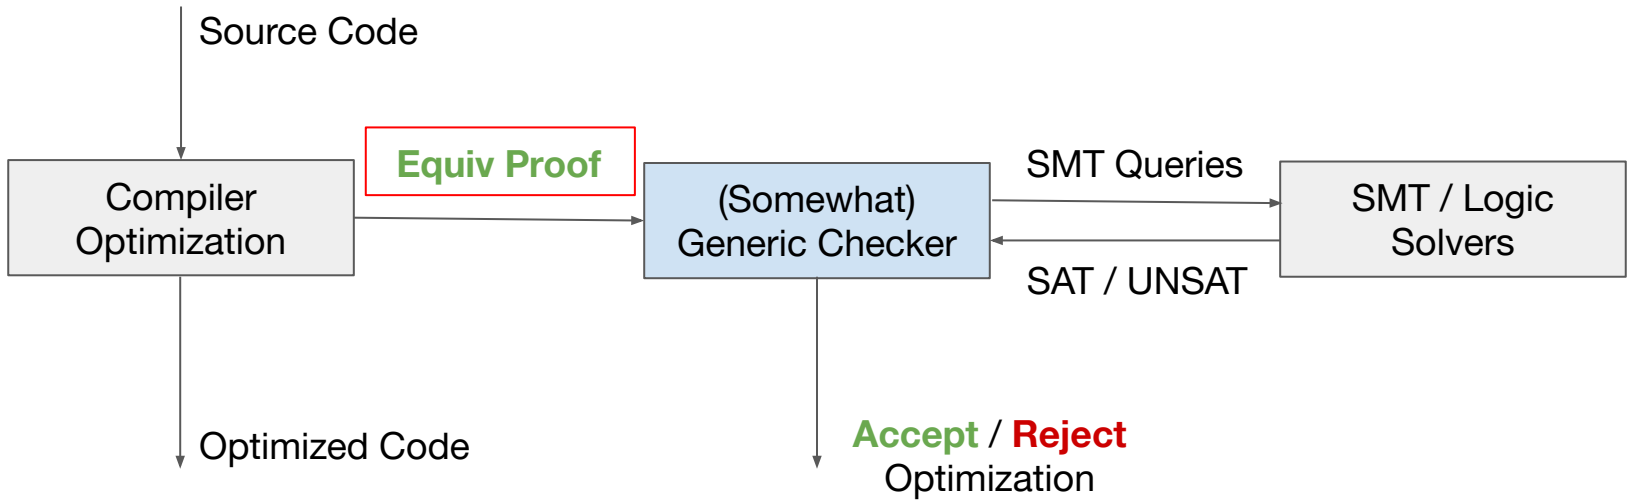 Source Code
Compiler
Optimization
Equiv Proof
(Somewhat)
Generic Checker
SMT Queries
SAT / UNSAT
SMT / Logic
Solvers
Optimized Code
Accept / Reject
Optimization